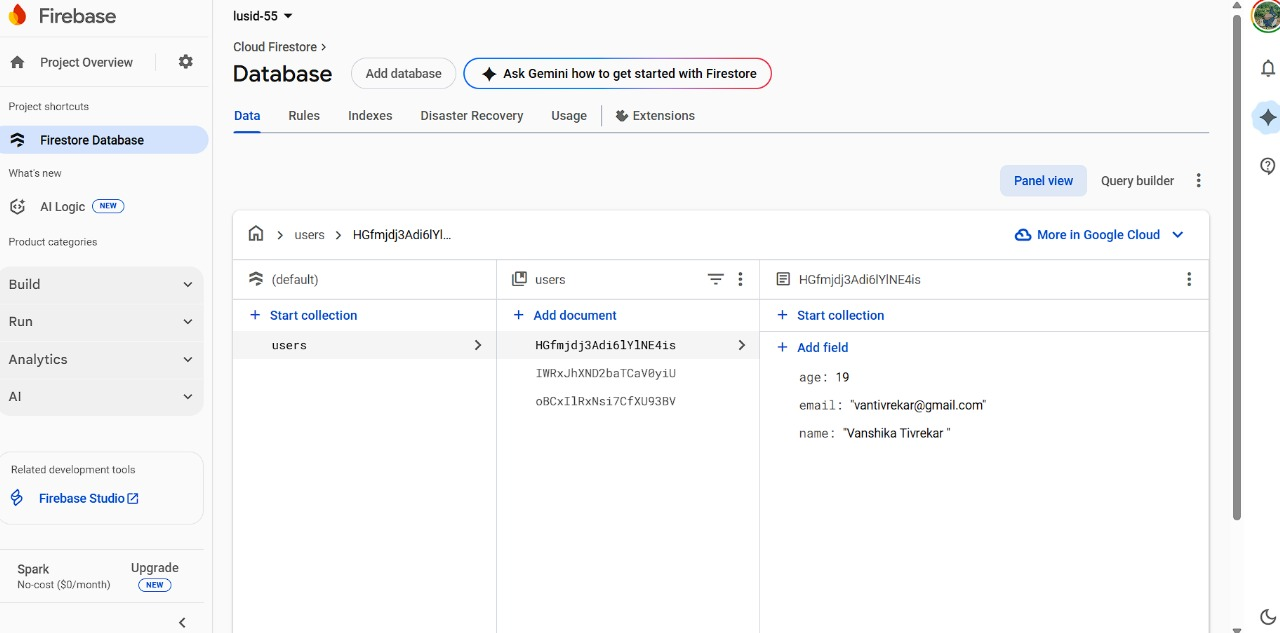 Firebase
Project Overview
Project shortcuts
Firestore Database
What's new
AI Logic NEW
Product categories
Build
Run
Analytics
AI
Related development tools
Firebase Studio
Spark
No-cost ($0/month)
Upgrade
NEW
lusid-55
Cloud Firestore >
Database
Add database
Ask Gemini how to get started with Firestore
Data Rules Indexes Disaster Recovery Usage Extensions
Panel view Query builder
users > HGfmjdj3Adi6lYl...
More in Google Cloud
(default)
+ Start collection
users
users
+ Add document
HGfmjdj3Adi6lYlNE4is
IWRxJhXND2baTCaV0yiU
oBCxIlRxNsi7CfXU93BV
HGfmjdj3Adi6lYlNE4is
+ Start collection
+ Add field
age: 19
email: "vantivrekar@gmail.com"
name: "Vanshika Tivrekar "